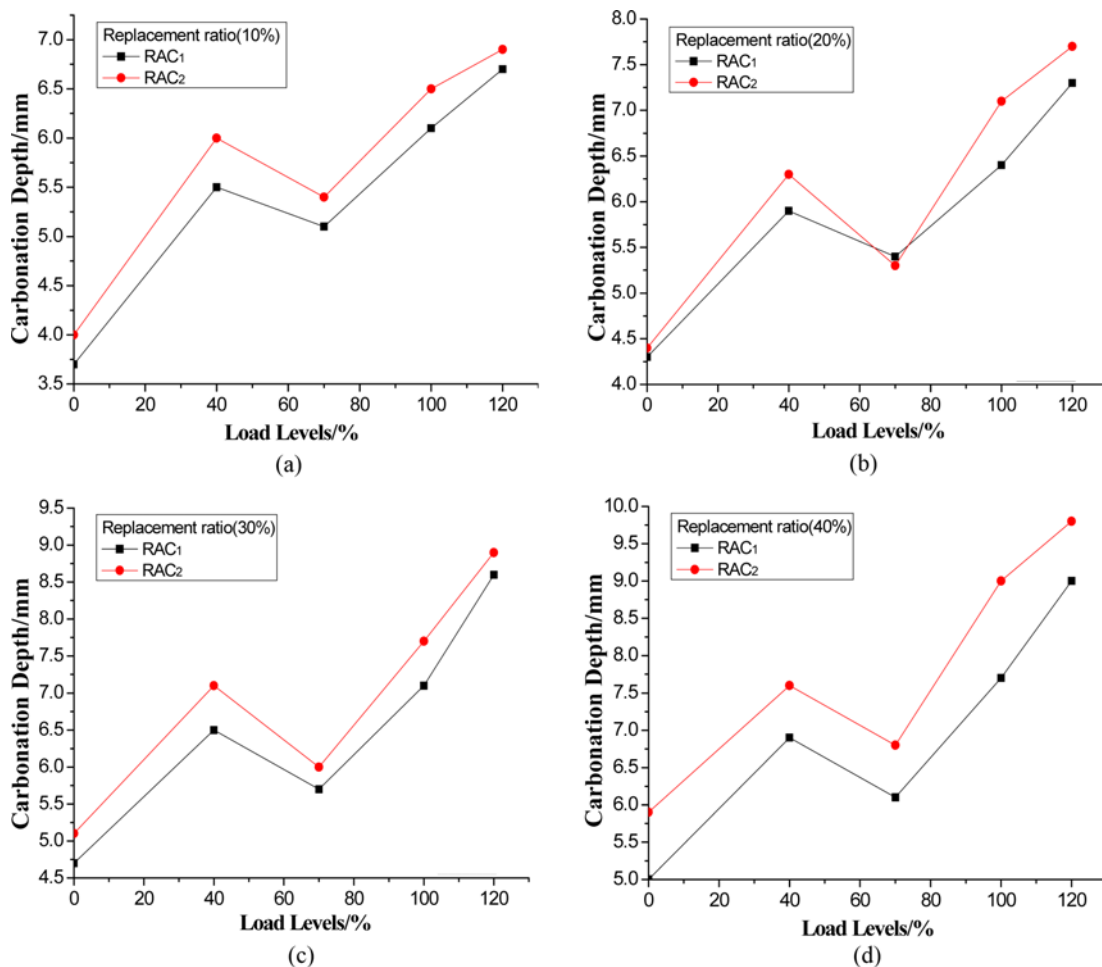 Replacement ratio(10%)
RAC1
RAC2
7.0
6.5
6.0
5.5
5.0
4.5
4.0
3.5
Carbonation Depth/mm
0 20 40 60 80 100 120
Load Levels/%
(a)
Replacement ratio(20%)
RAC1
RAC2
8.0
7.5
7.0
6.5
6.0
5.5
5.0
4.5
4.0
Carbonation Depth/mm
0 20 40 60 80 100 120
Load Levels/%
(b)
Replacement ratio(30%)
RAC1
RAC2
9.5
9.0
8.5
8.0
7.5
7.0
6.5
6.0
5.5
5.0
4.5
Carbonation Depth/mm
0 20 40 60 80 100 120
Load Levels/%
(c)
Replacement ratio(40%)
RAC1
RAC2
10.0
9.5
9.0
8.5
8.0
7.5
7.0
6.5
6.0
5.5
5.0
Carbonation Depth/mm
0 20 40 60 80 100 120
Load Levels/%
(d)